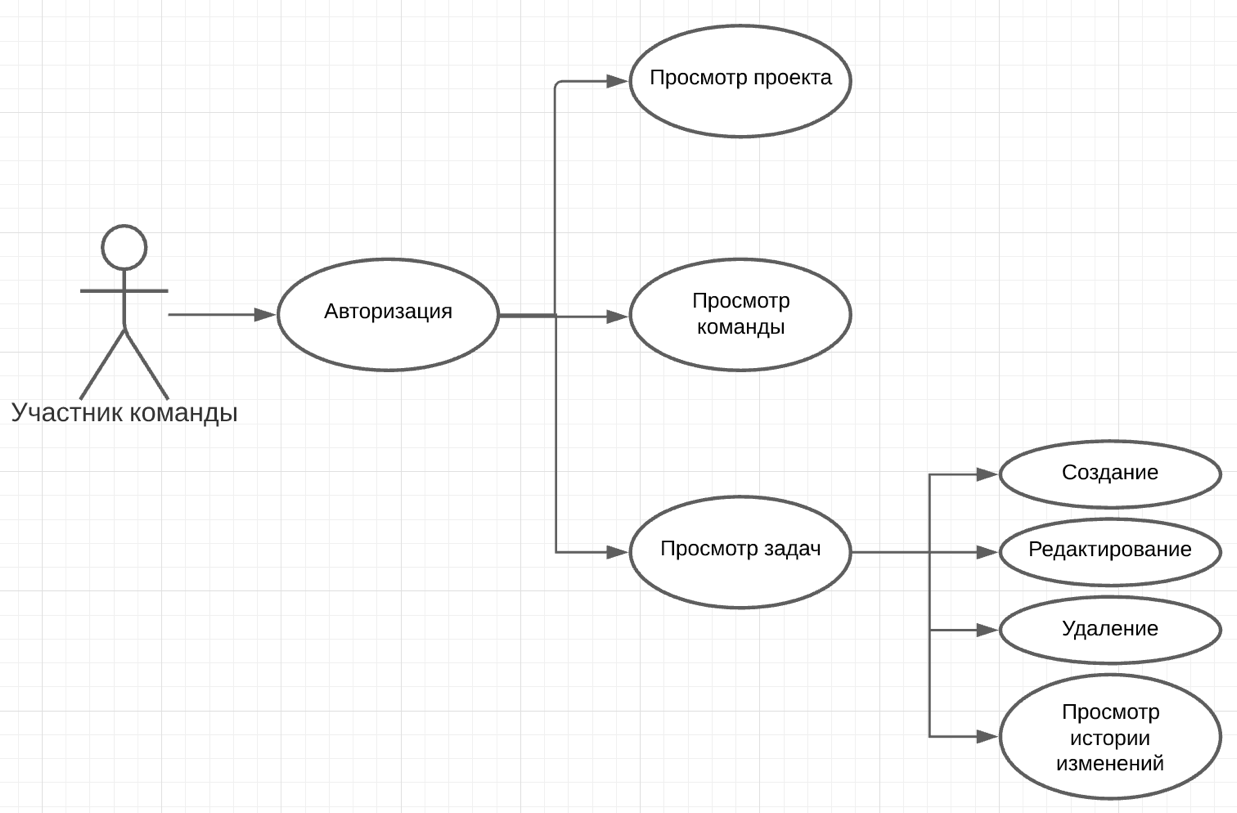 Просмотр проекта
Авторизация
Просмотр
команды
Участник команды
Просмотр задач
Создание
Редактирование
Удаление
Просмотр
истории
изменений